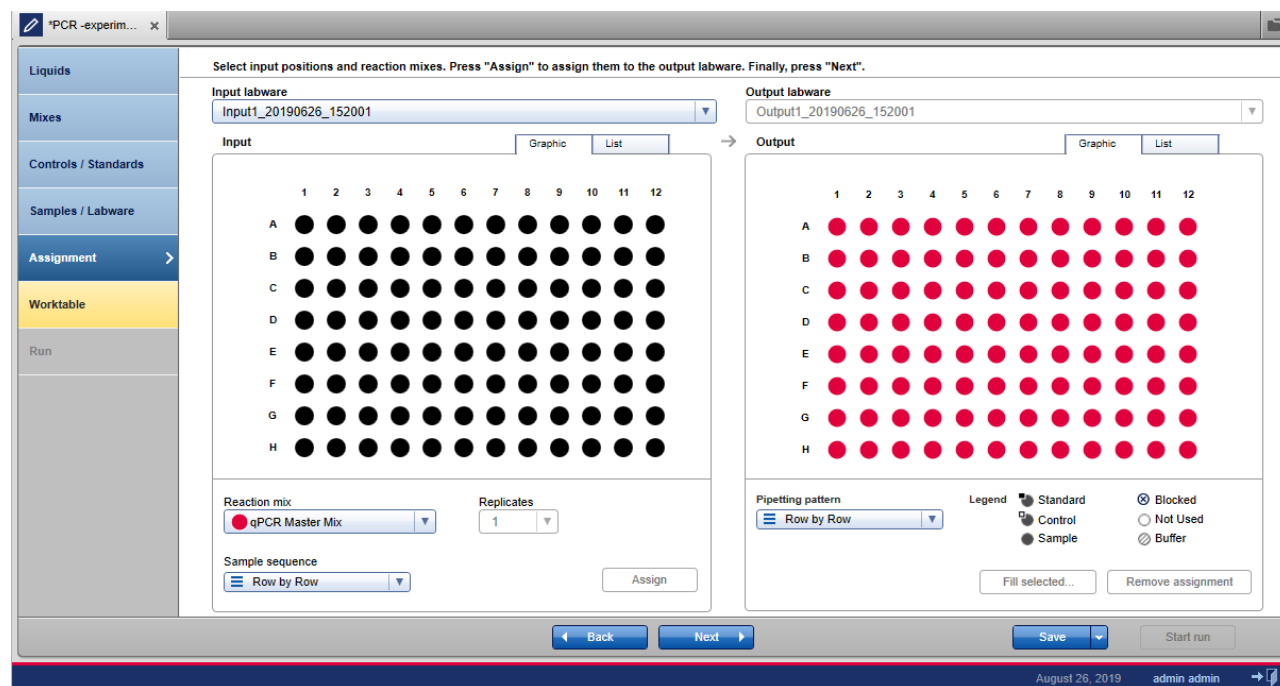 *PCR -experim... ×
Liquids
Mixes
Controls / Standards
Samples / Labware
Assignment
Worktable
Run
Select input positions and reaction mixes. Press "Assign" to assign them to the output labware. Finally, press "Next".
Input labware
Input1_20190626_152001
Output labware
Output1_20190626_152001
Input
Graphic
List
1 2 3 4 5 6 7 8 9 10 11 12
A
B
C
D
E
F
G
H
Output
Graphic
List
1 2 3 4 5 6 7 8 9 10 11 12
A
B
C
D
E
F
G
H
Reaction mix
qPCR Master Mix
Replicates
1
Sample sequence
Row by Row
Assign
Pipetting pattern
Row by Row
Legend
Standard
Control
Sample
Blocked
Not Used
Buffer
Fill selected...
Remove assignment
Back
Next
Save
Start run
August 26, 2019
admin admin